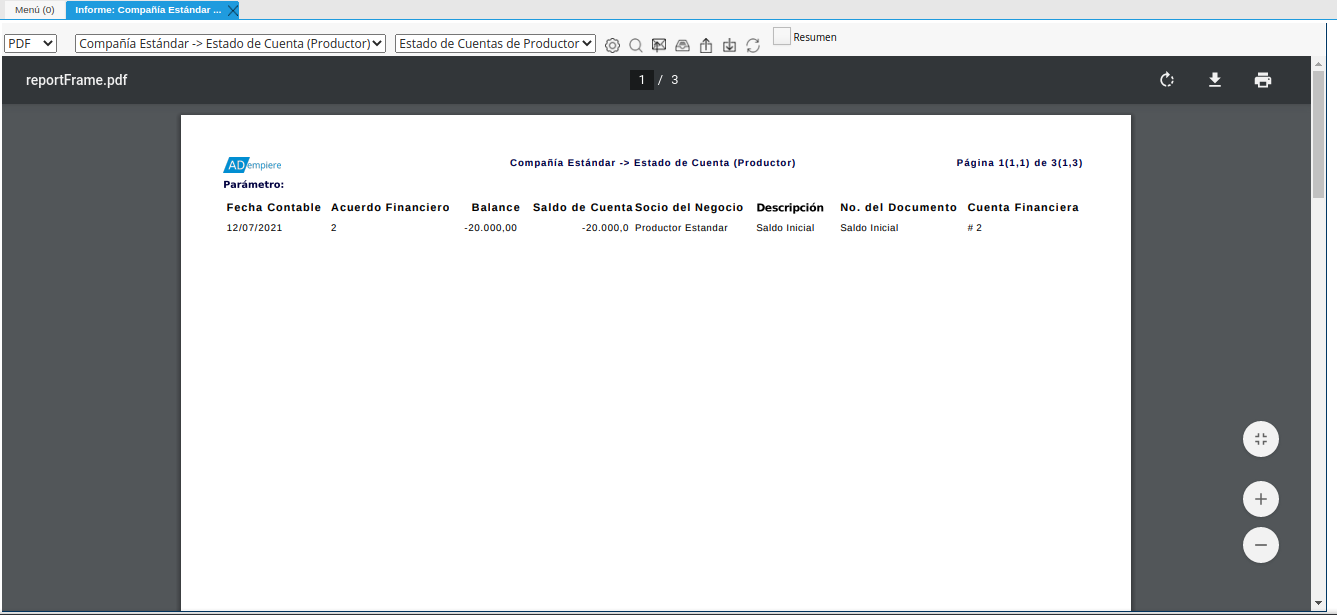 Menú (0) Informe: Compañía Estándar ...
PDF Compañía Estándar -> Estado de Cuenta (Productor) Estado de Cuentas de Productor Resumen
reportFrame.pdf 1 / 3
ADempiere Compañía Estándar -> Estado de Cuenta (Productor) Página 1(1,1) de 3(1,3)
Parámetro:
Fecha Contable Acuerdo Financiero Balance Saldo de Cuenta Socio del Negocio Descripción No. del Documento Cuenta Financiera
12/07/2021 2 -20.000,00 -20.000,0 Productor Estandar Saldo Inicial Saldo Inicial # 2